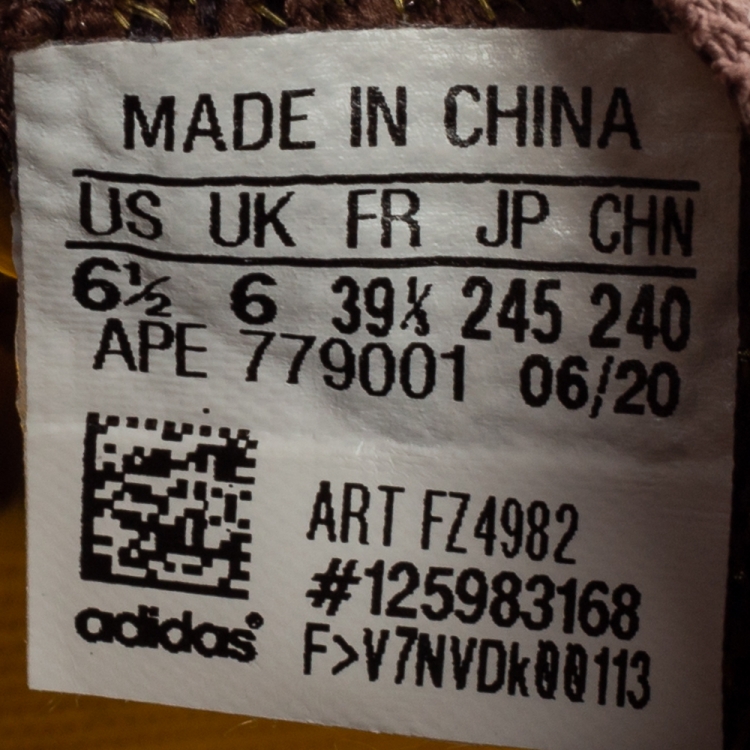 MADE IN CHINA
US UK FR JP CHN
6½ 6 39⅓ 245 240
APE 779001 06/20
ART FZ4982
#125983168
adidas®
F>V7NVDk00113